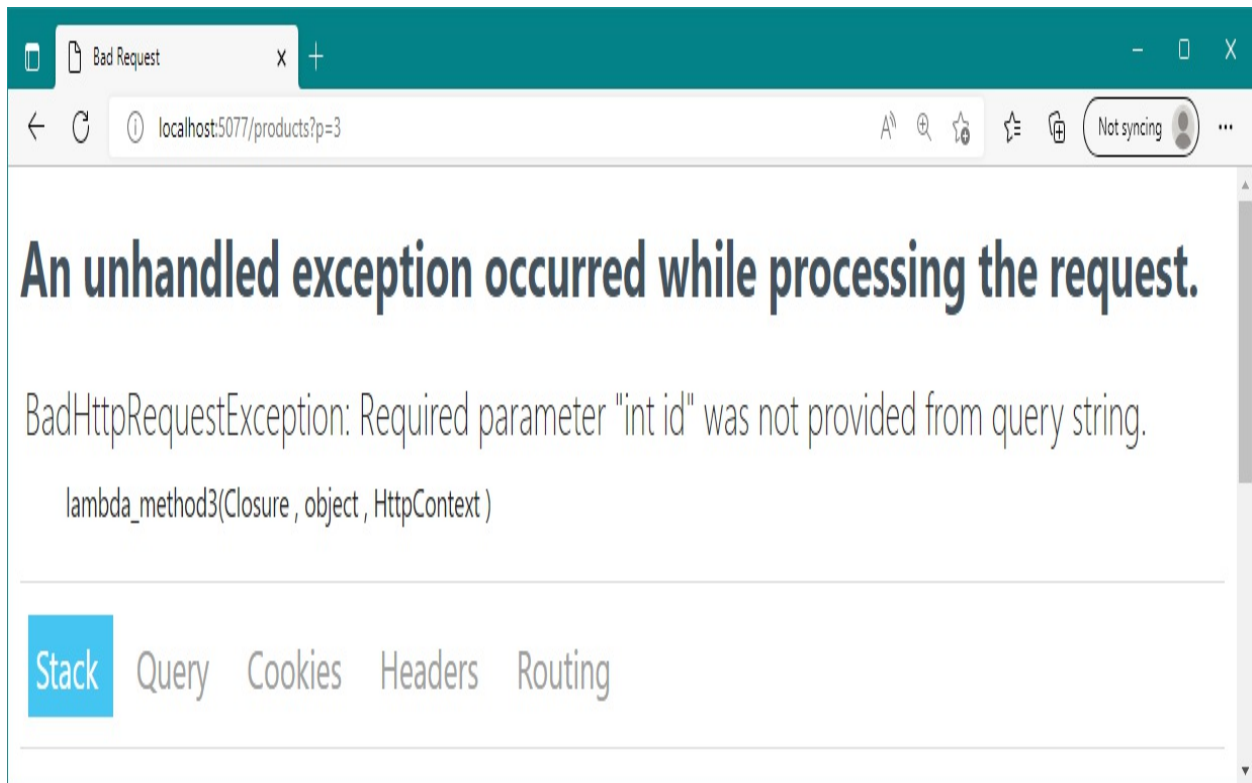 Bad Request
localhost:5077/products?p=3
Not syncing
An unhandled exception occurred while processing the request.
BadHttpRequestException: Required parameter "int id" was not provided from query string.
lambda_method3(Closure , object , HttpContext )
Stack Query Cookies Headers Routing